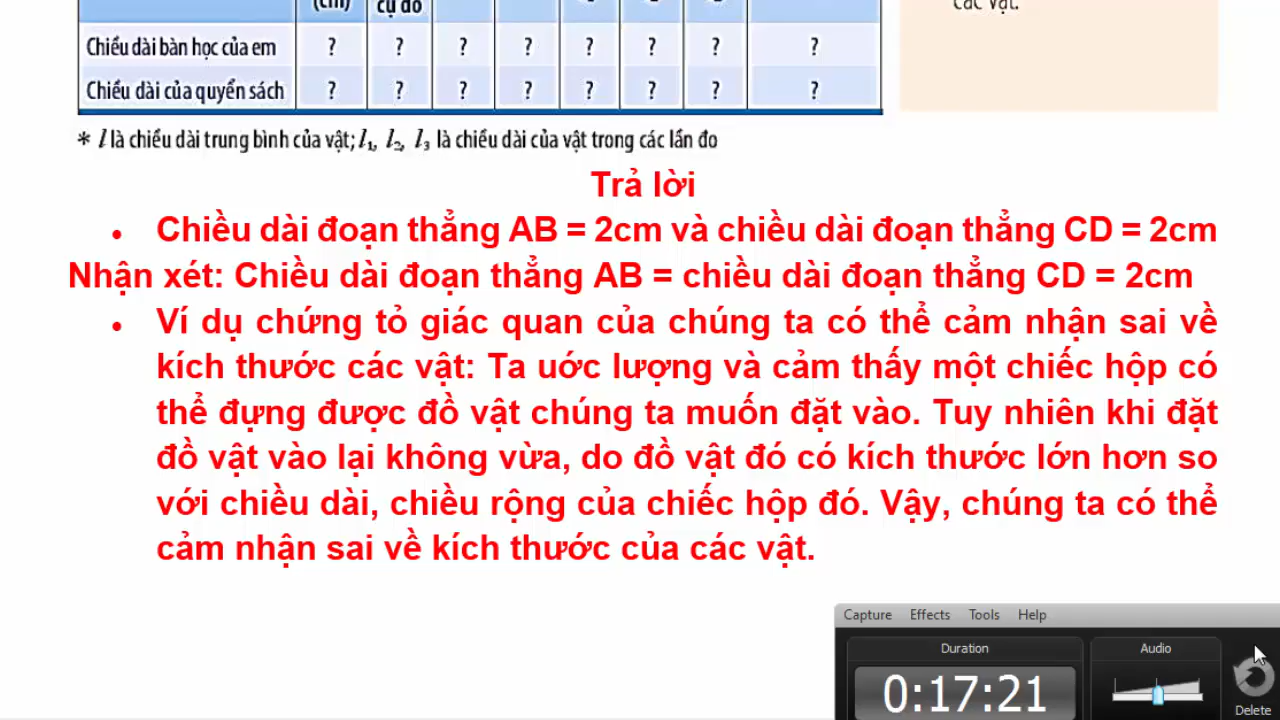 (cm)
cụ đo
các vật.
Chiều dài bàn học của em ? ? ? ? ? ? ? ?
Chiều dài của quyển sách ? ? ? ? ? ? ? ?
* l là chiều dài trung bình của vật; l₁, l₂, l₃ là chiều dài của vật trong các lần đo
Trả lời
• Chiều dài đoạn thẳng AB = 2cm và chiều dài đoạn thẳng CD = 2cm
Nhận xét: Chiều dài đoạn thẳng AB = chiều dài đoạn thẳng CD = 2cm
• Ví dụ chứng tỏ giác quan của chúng ta có thể cảm nhận sai về
kích thước các vật: Ta uớc lượng và cảm thấy một chiếc hộp có
thể đựng được đồ vật chúng ta muốn đặt vào. Tuy nhiên khi đặt
đồ vật vào lại không vừa, do đồ vật đó có kích thước lớn hơn so
với chiều dài, chiều rộng của chiếc hộp đó. Vậy, chúng ta có thể
cảm nhận sai về kích thước của các vật.
Capture Effects Tools Help
Duration Audio
0:17:21
Delete